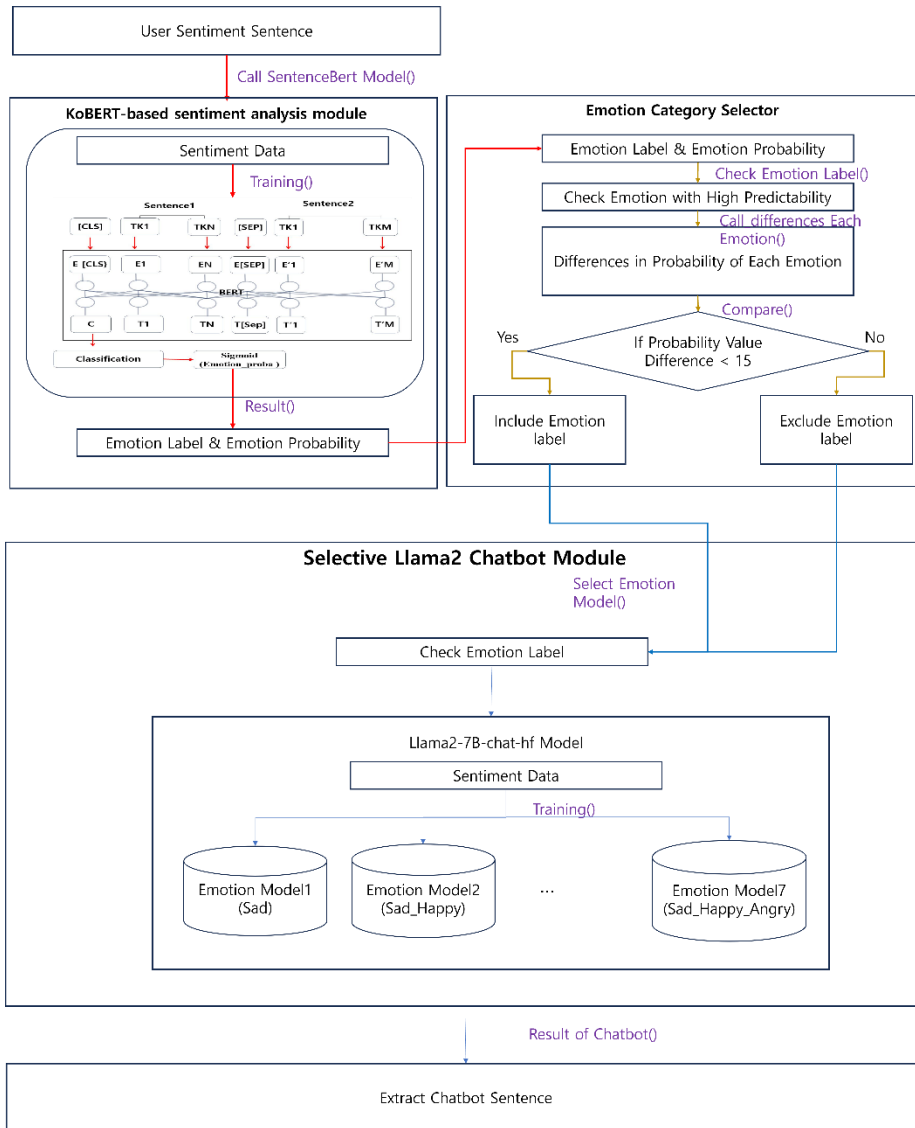 User Sentiment Sentence
Call SentenceBert Model()
KoBERT-based sentiment analysis module
Sentiment Data
Training()
Sentence1
Sentence2
[CLS] TK1 TKN [SEP] TK1 TKM
E [CLS) E1 EN E[SEP] E'1 E'M
BERT
C T1 TN T[Sep] T'1 T'M
Classification
Sigmoid
(Emotion_proba )
Result()
Emotion Label & Emotion Probability
Emotion Category Selector
Emotion Label & Emotion Probability
Check Emotion Label()
Check Emotion with High Predictability
Call differences Each
Emotion()
Differences in Probability of Each Emotion
Compare()
Yes
If Probability Value
Difference < 15
No
Include Emotion
label
Exclude Emotion
label
Selective Llama2 Chatbot Module
Select Emotion
Model()
Check Emotion Label
Llama2-7B-chat-hf Model
Sentiment Data
Training()
Emotion Model1
(Sad)
Emotion Model2
(Sad_Happy)
...
Emotion Model7
(Sad_Happy_Angry)
Result of Chatbot()
Extract Chatbot Sentence